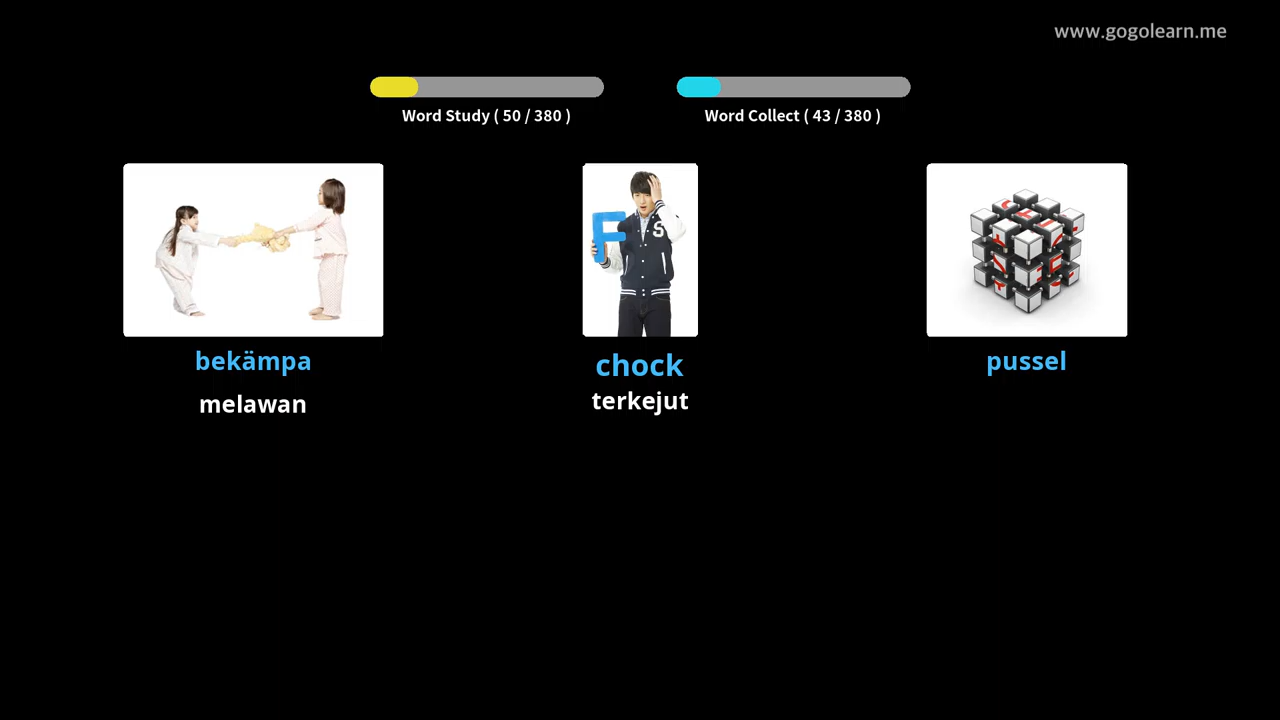 www.gogolearn.me
Word Study ( 50 / 380 )
Word Collect ( 43 / 380 )
F
S
bekämpa
chock
pussel
melawan
terkejut